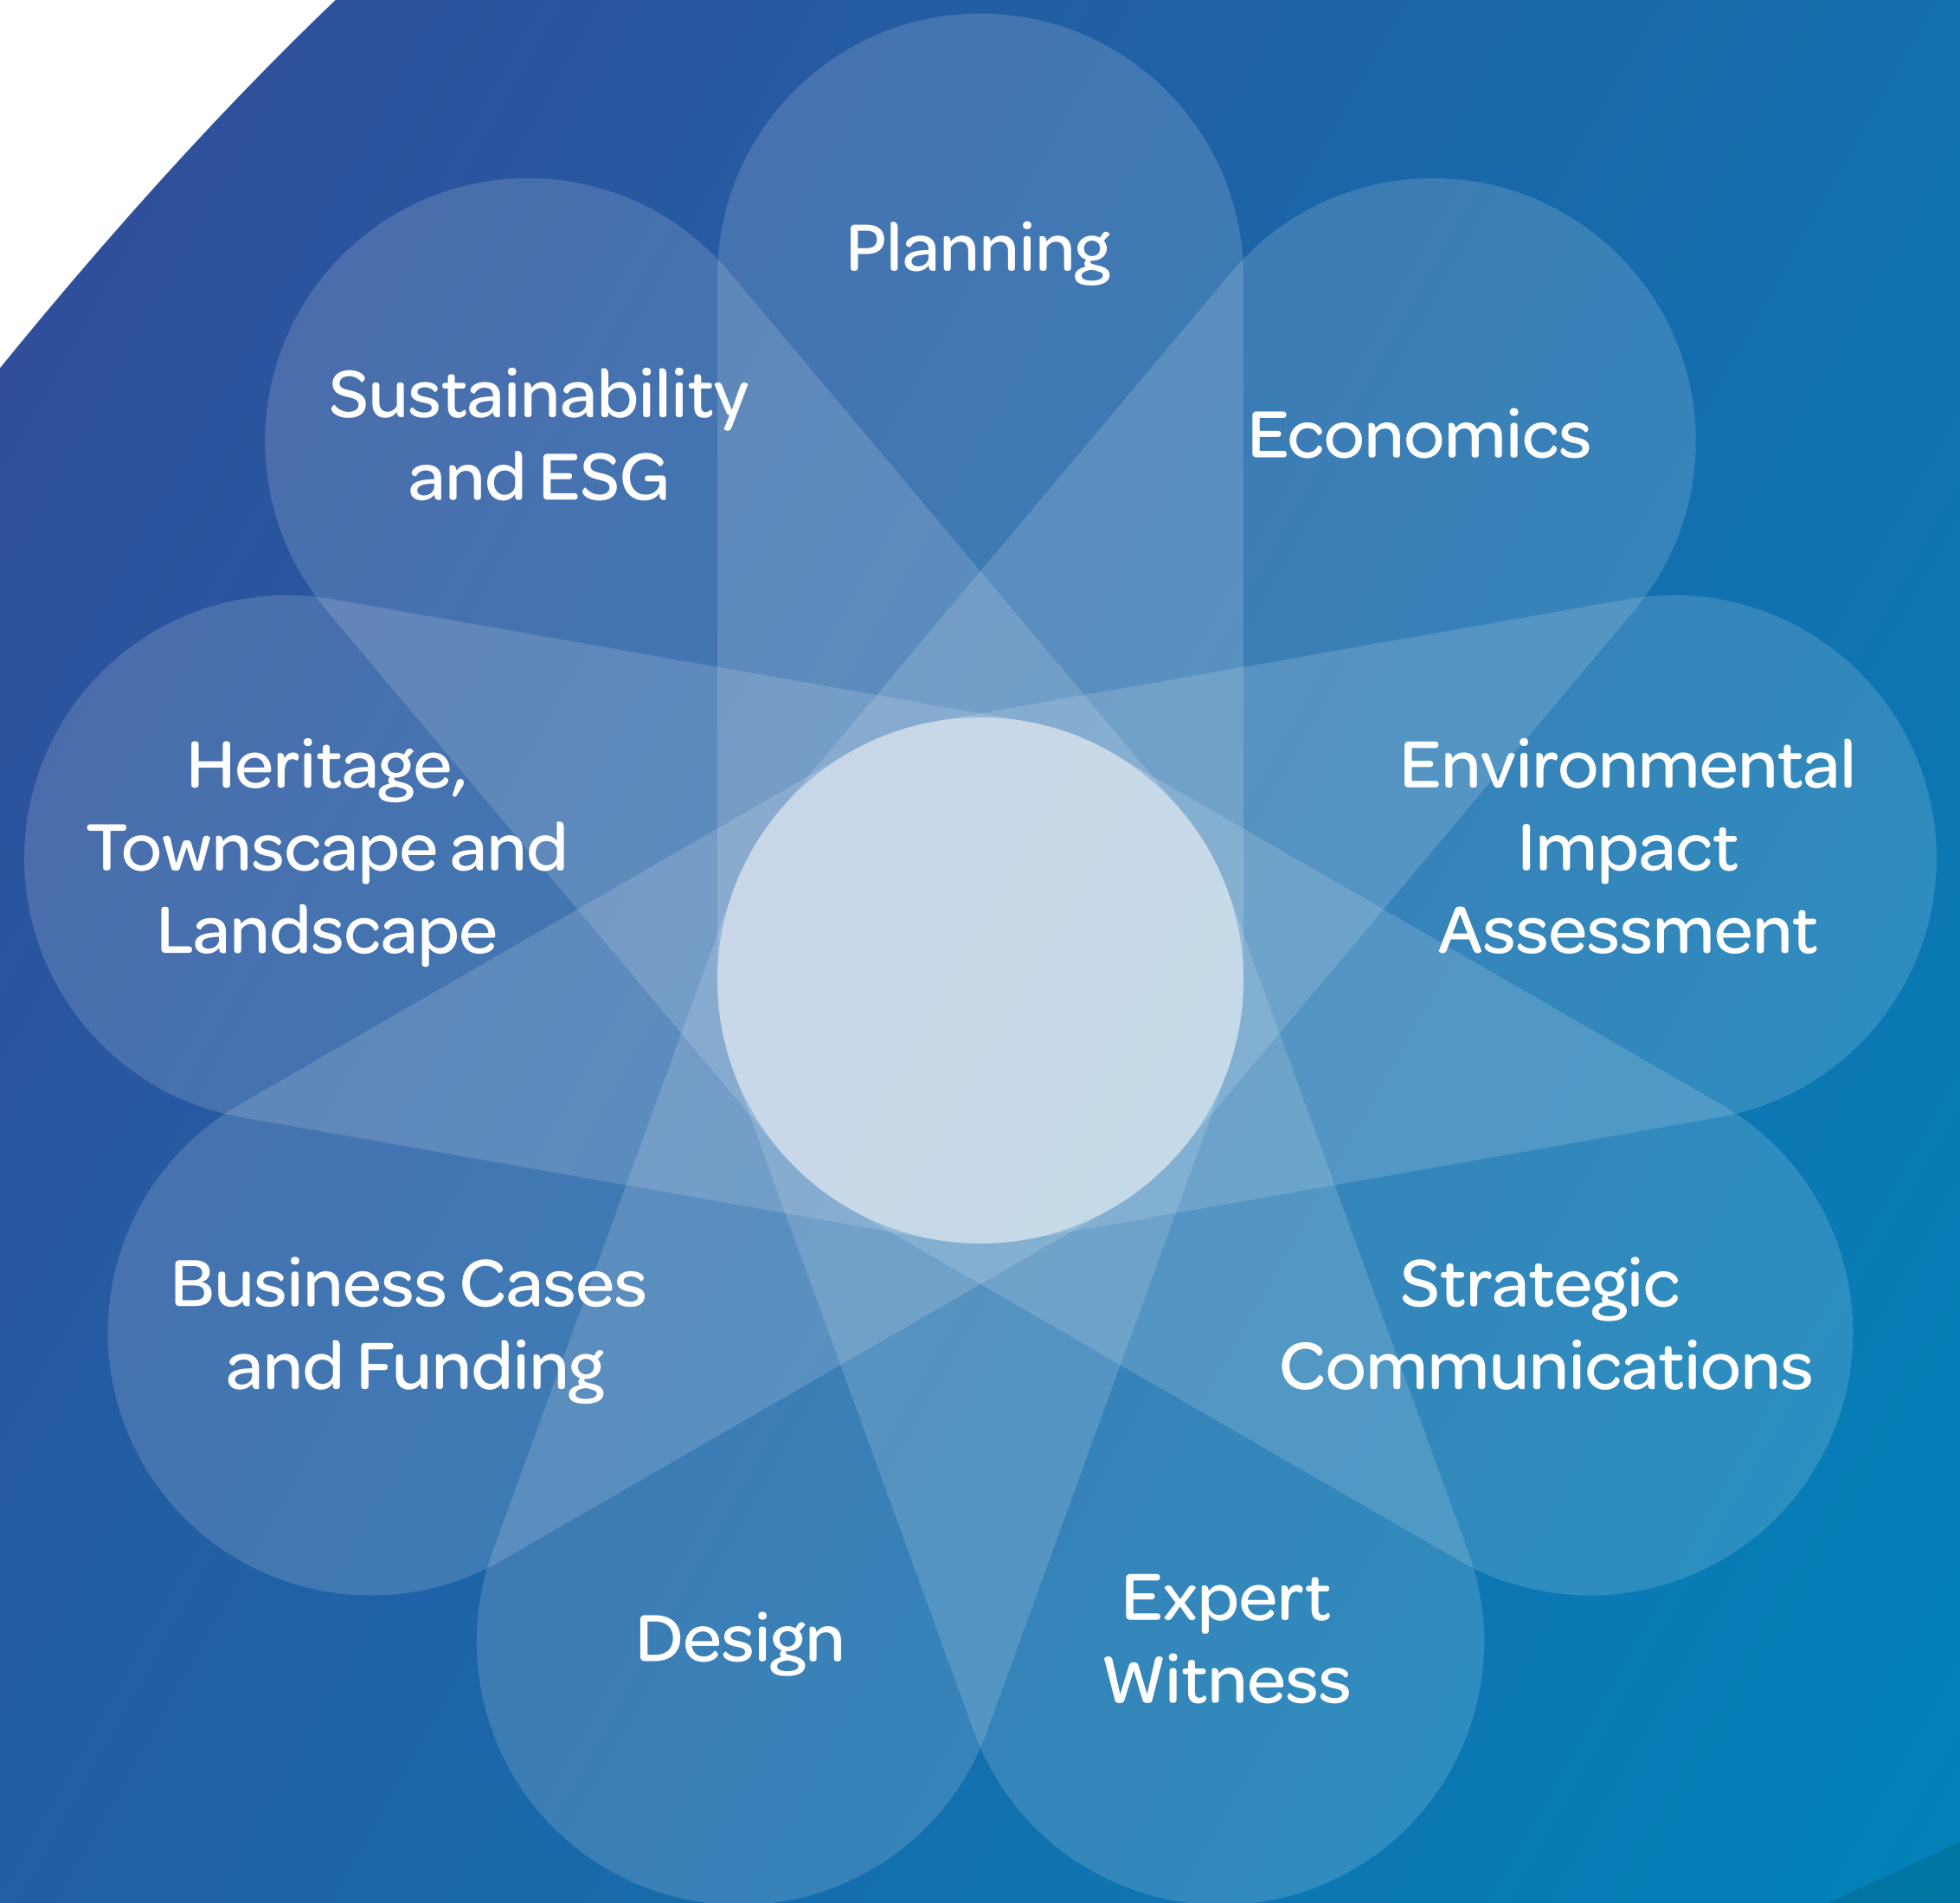 Planning
Sustainability
and ESG
Economics
Heritage,
Townscape and
Landscape
Environmental
Impact
Assessment
Business Cases
and Funding
Strategic
Communications
Design
Expert
Witness